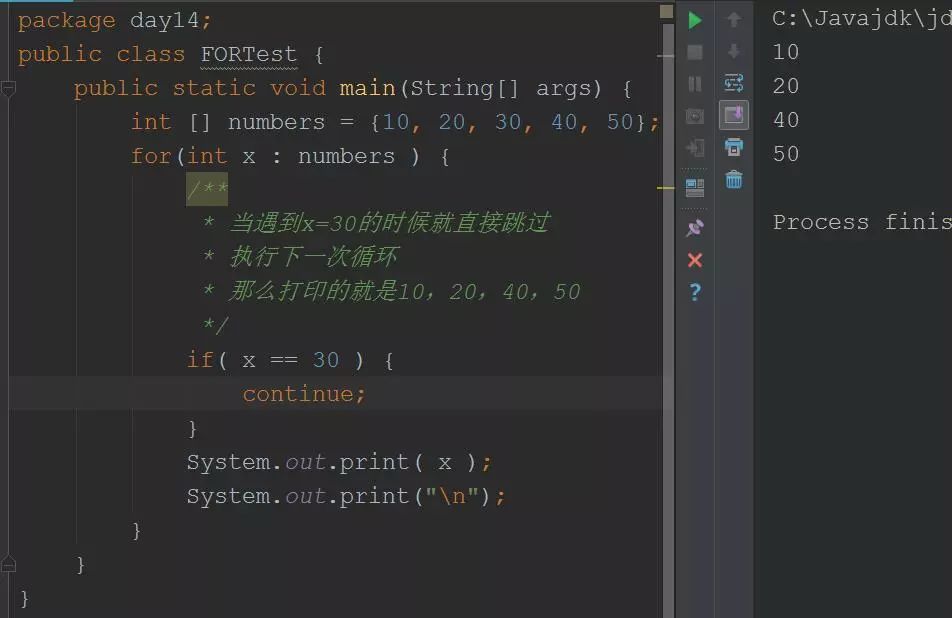 package day14;
public class FORTest {
public static void main(String[] args) {
int [] numbers = {10, 20, 30, 40, 50};
for(int x : numbers ) {
/**
* 当遇到x=30的时候就直接跳过
* 执行下一次循环
* 那么打印的就是10，20，40，50
*/
if( x == 30 ) {
continue;
}
System.out.print( x );
System.out.print("\n");
}
}
}
C:\Javajdk\jd
10
20
40
50
Process finis